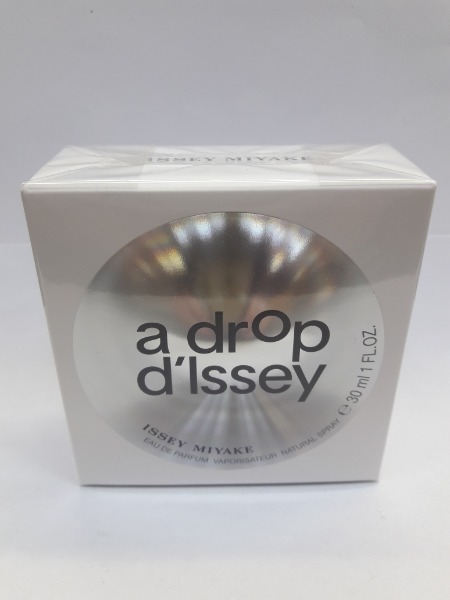 ISSEY MIYAKE
a drop
d'Issey
ISSEY MIYAKE
EAU DE PARFUM VAPORISATEUR NATURAL SPRAY ℮ 30 ml 1 FL.OZ.